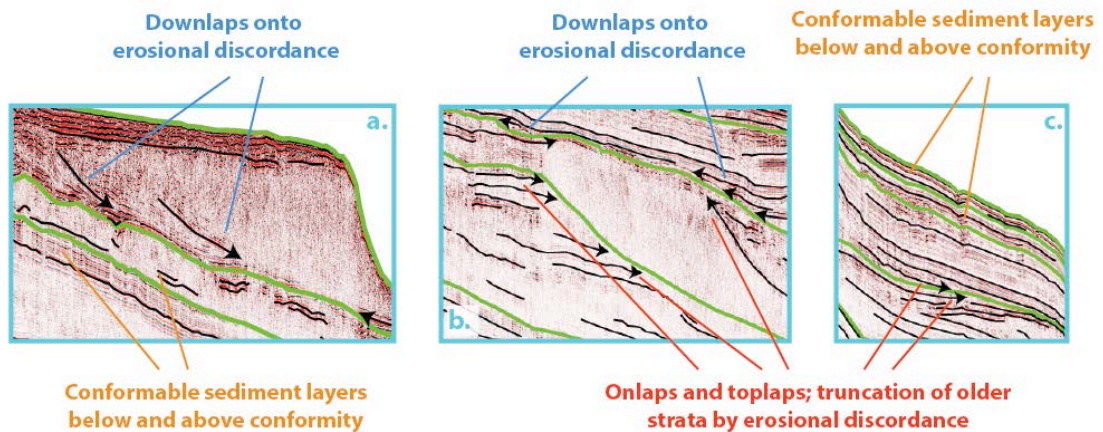 Downlaps onto
erosional discordance
Downlaps onto
erosional discordance
Conformable sediment layers
below and above conformity
a.
b.
c.
Conformable sediment layers
below and above conformity
Onlaps and toplaps; truncation of older
strata by erosional discordance